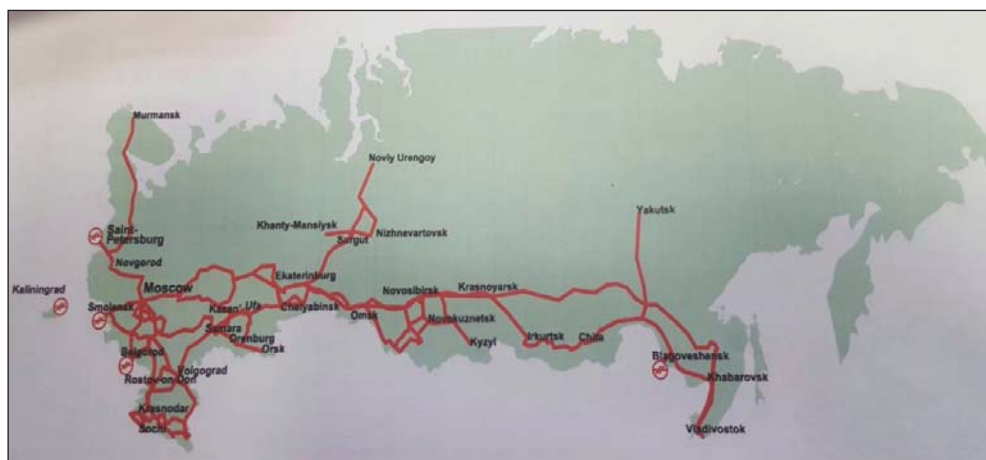 Murmansk
Noviy Urengoy
Yakutsk
Khanty-Mansiysk
Nizhnevartovsk
Surgut
Saint-
Petersburg
Novgorod
Moscow
Ekaterinburg
Kaliningrad
Smolensk
Kazan'
Ufa
Chelyabinsk
Novosibirsk
Krasnoyarsk
Omsk
Novokuznetsk
Samara
Orenburg
Orsk
Kyzyl
Irkurtsk
Chita
Belgorod
Blagoveshensk
Volgograd
Rostov-on-Don
Khabarovsk
Krasnodar
Sochi
Vladivostok